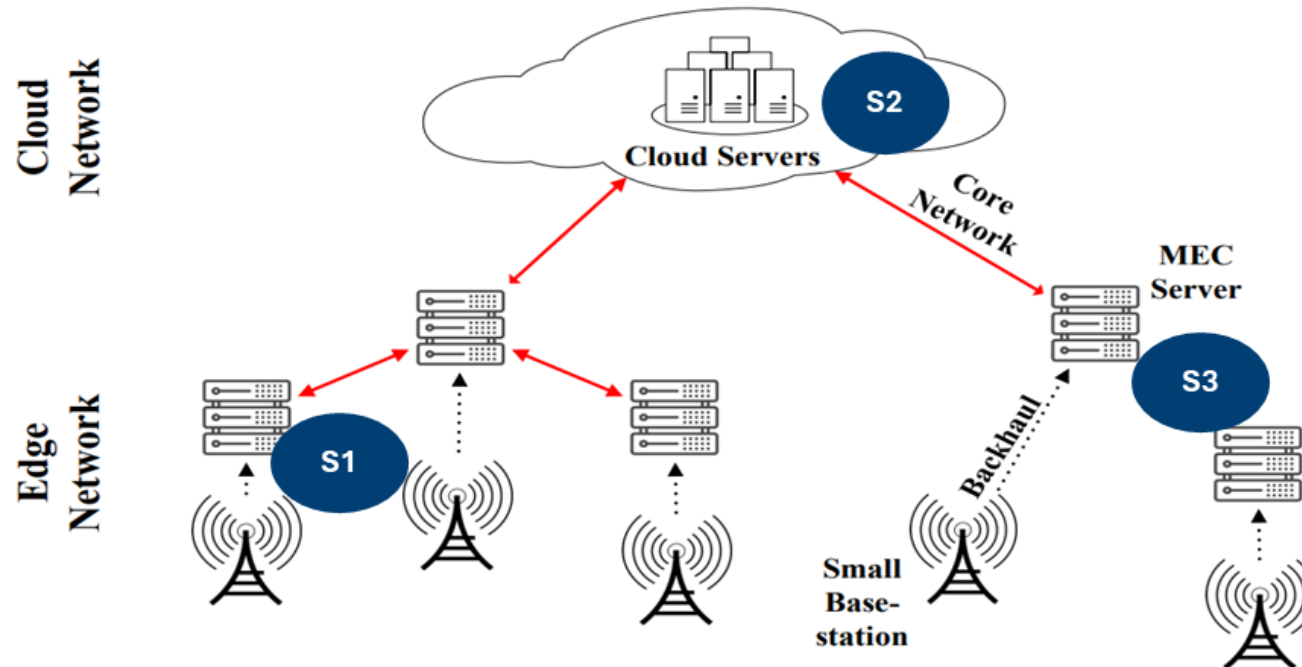 Cloud
Network
S2
Cloud Servers
Core
Network
MEC
Server
S3
Edge
Network
S1
Backhaul
Small
Base-
station